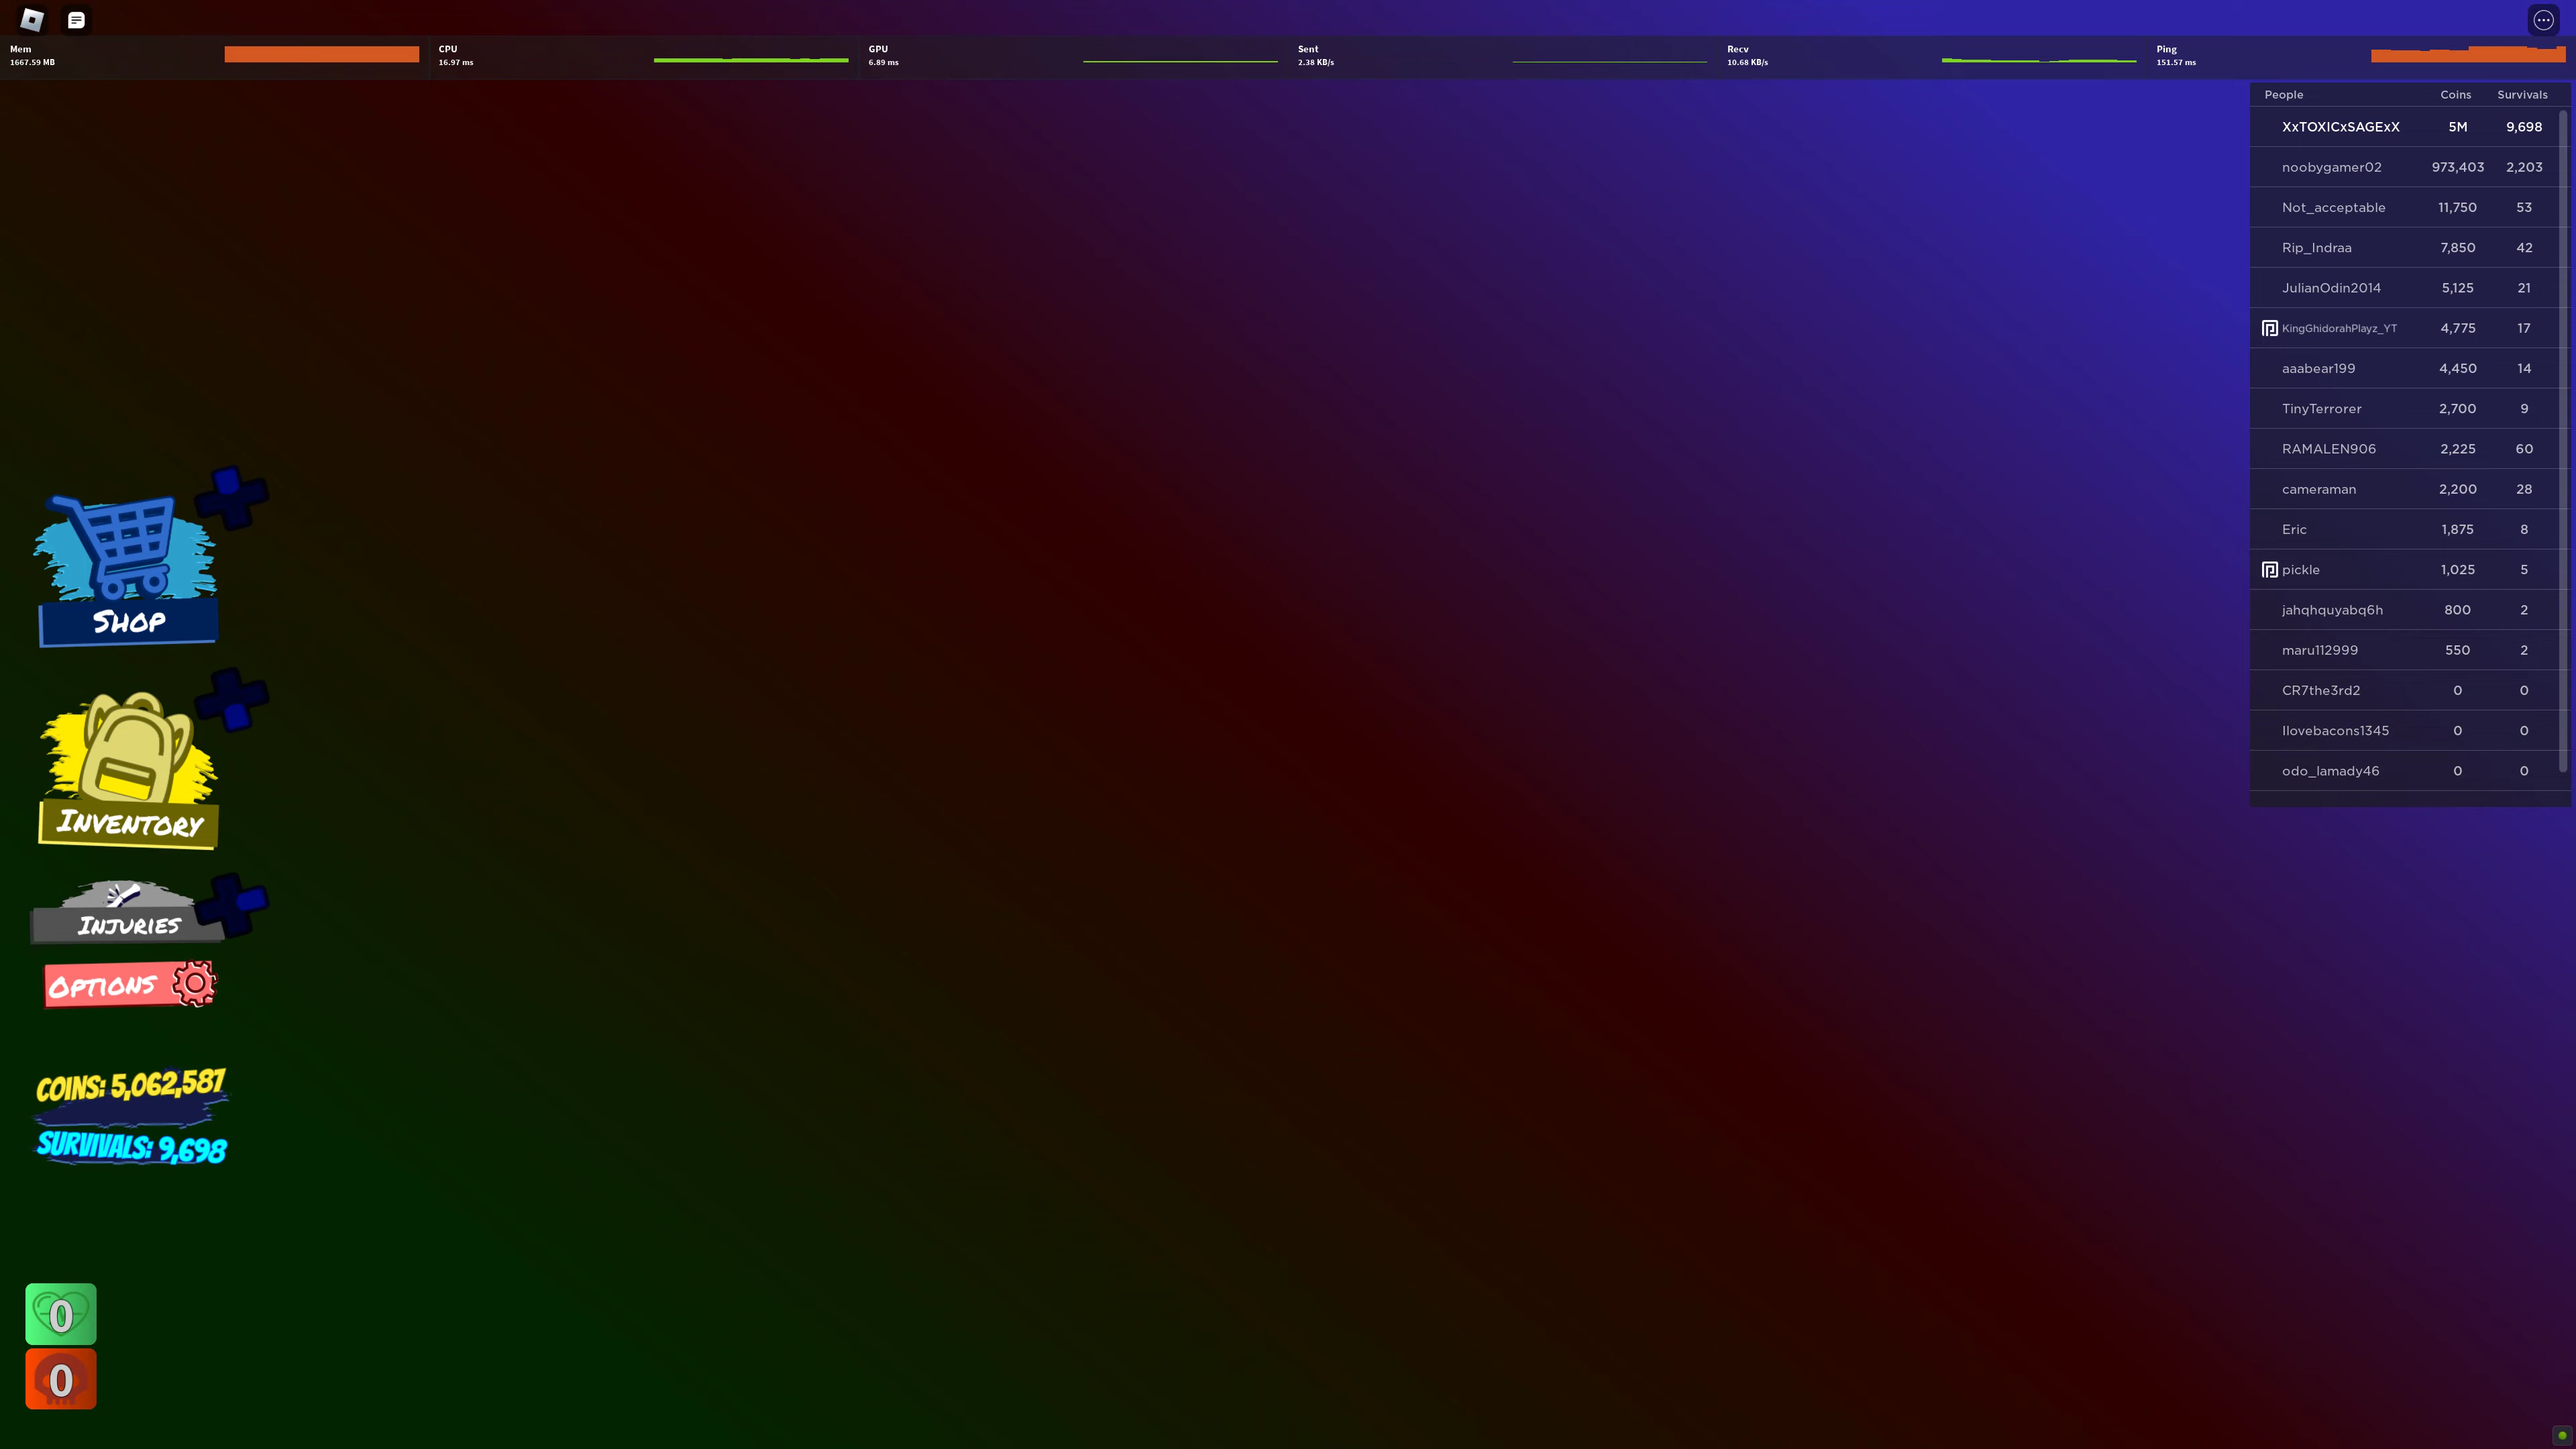 Mem
1667.59 MB
CPU
16.97 ms
GPU
6.89 ms
Sent
2.38 KB/s
Recv
10.68 KB/s
Ping
151.57 ms
People Coins Survivals
XxTOXICxSAGExX 5M 9,698
noobygamer02 973,403 2,203
Not_acceptable 11,750 53
Rip_Indraa 7,850 42
JulianOdin2014 5,125 21
KingGhidorahPlayz_YT 4,775 17
aaabear199 4,450 14
TinyTerrorer 2,700 9
RAMALEN906 2,225 60
cameraman 2,200 28
Eric 1,875 8
pickle 1,025 5
jahqhquyabq6h 800 2
maru112999 550 2
CR7the3rd2 0 0
Ilovebacons1345 0 0
odo_lamady46 0 0
SHOP
INVENTORY
INJURIES
OPTIONS
COINS: 5,062,587
SURVIVALS: 9,698
0
0